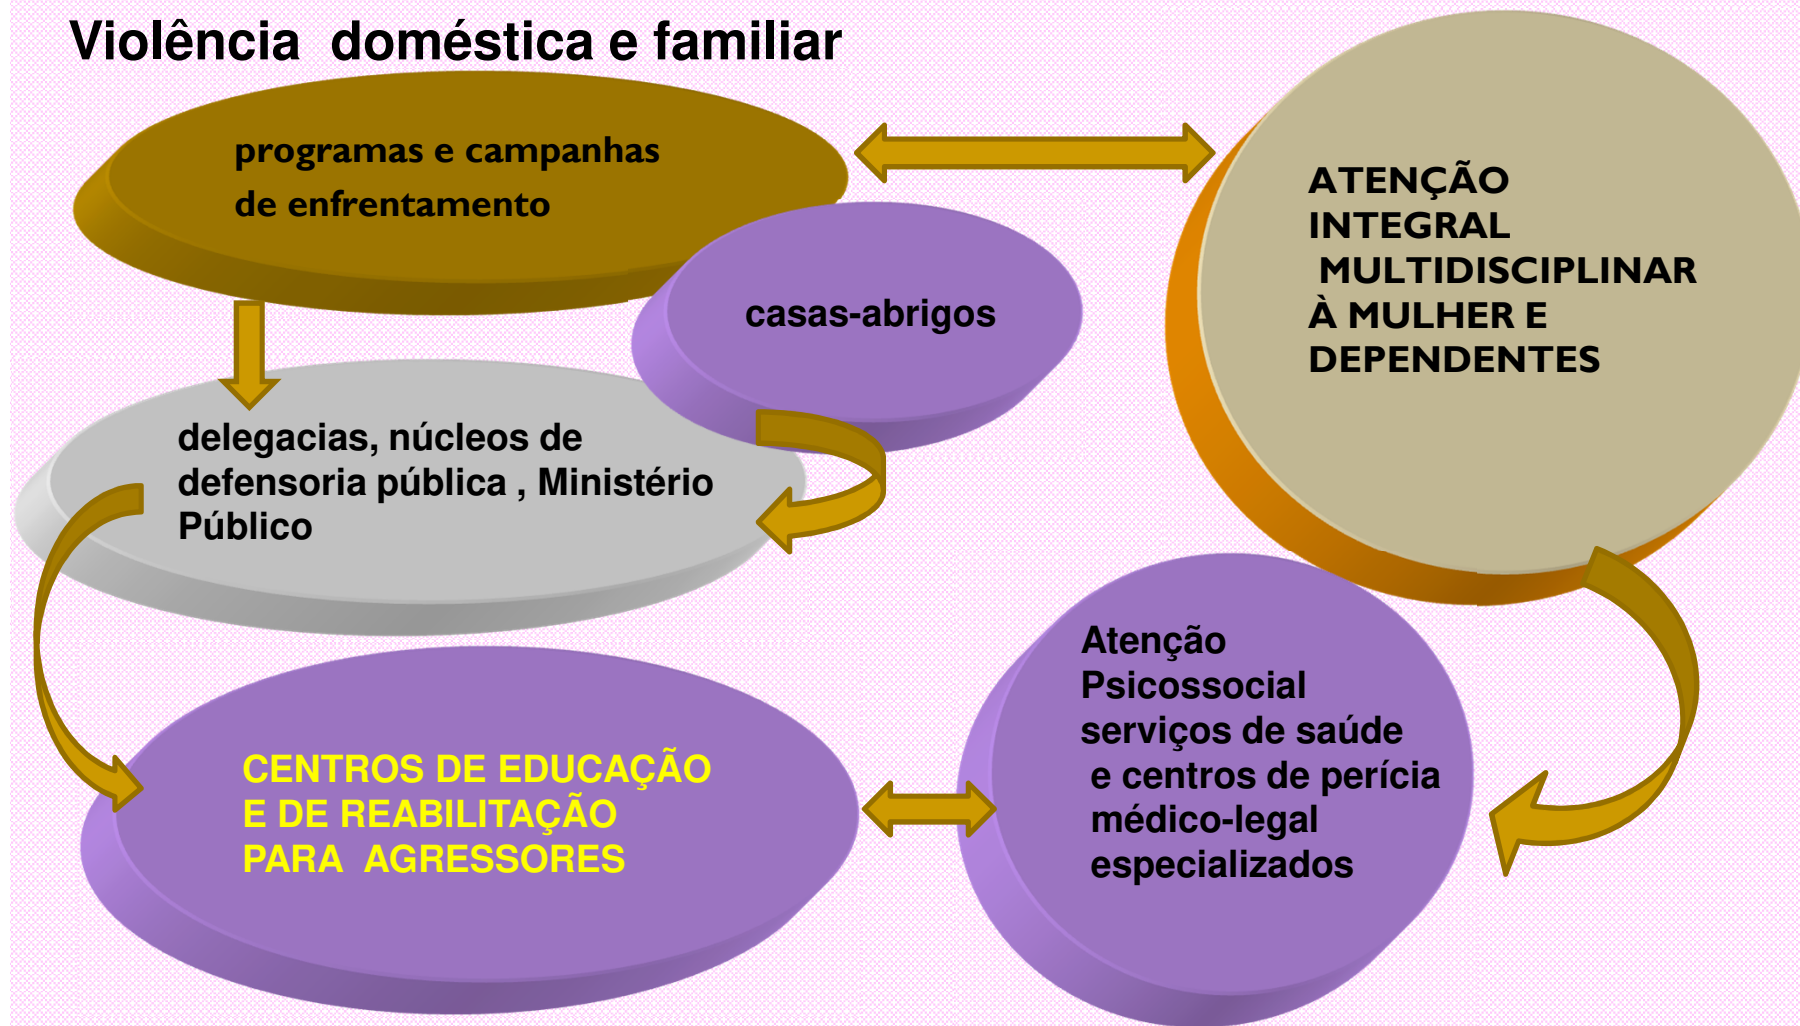 Violência  doméstica e familiar
programas e campanhas
de enfrentamento
casas-abrigos
ATENÇÃO
INTEGRAL
MULTIDISCIPLINAR
À MULHER E
DEPENDENTES
delegacias, núcleos de
defensoria pública , Ministério
Público
CENTROS DE EDUCAÇÃO
E DE REABILITAÇÃO
PARA  AGRESSORES
Atenção
Psicossocial
serviços de saúde
e centros de perícia
médico-legal
especializados